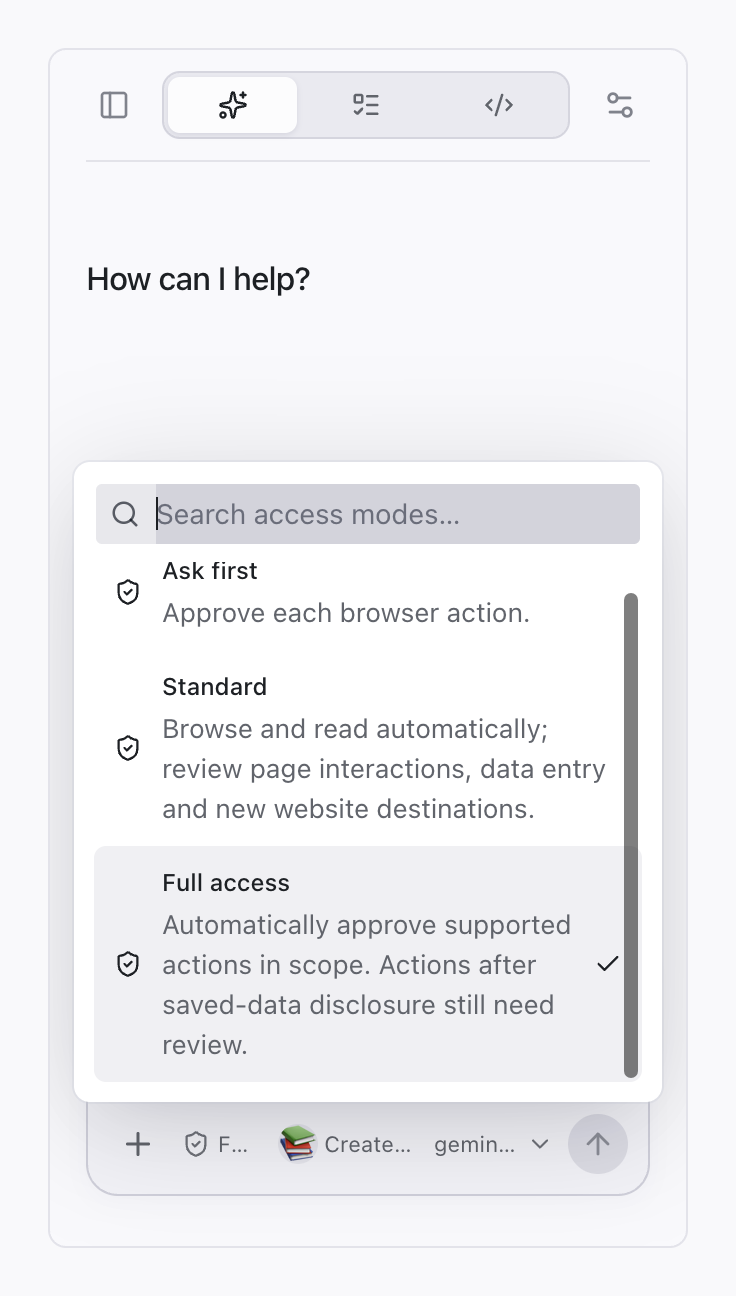 How can I help?
Search access modes...
Ask first
Approve each browser action.
Standard
Browse and read automatically;
review page interactions, data entry
and new website destinations.
Full access
Automatically approve supported
actions in scope. Actions after
saved-data disclosure still need
review.
F... Create... gemin...